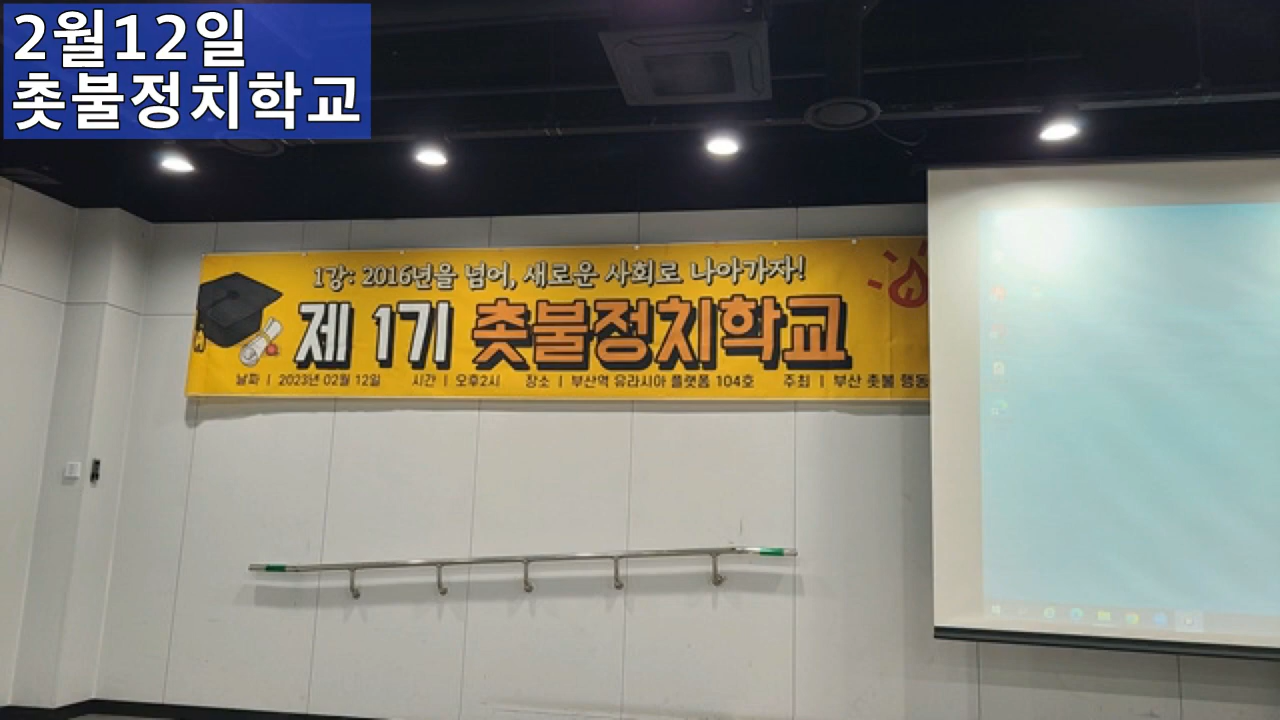 2월12일
촛불정치학교
1강: 2016년을 넘어, 새로운 사회로 나아가자!
제 1기 촛불정치학교
날짜 | 2023년 02월 12일 시간 | 오후2시 장소 | 부산역 유라시아 플랫폼 104호 주최 | 부산 촛불 행동